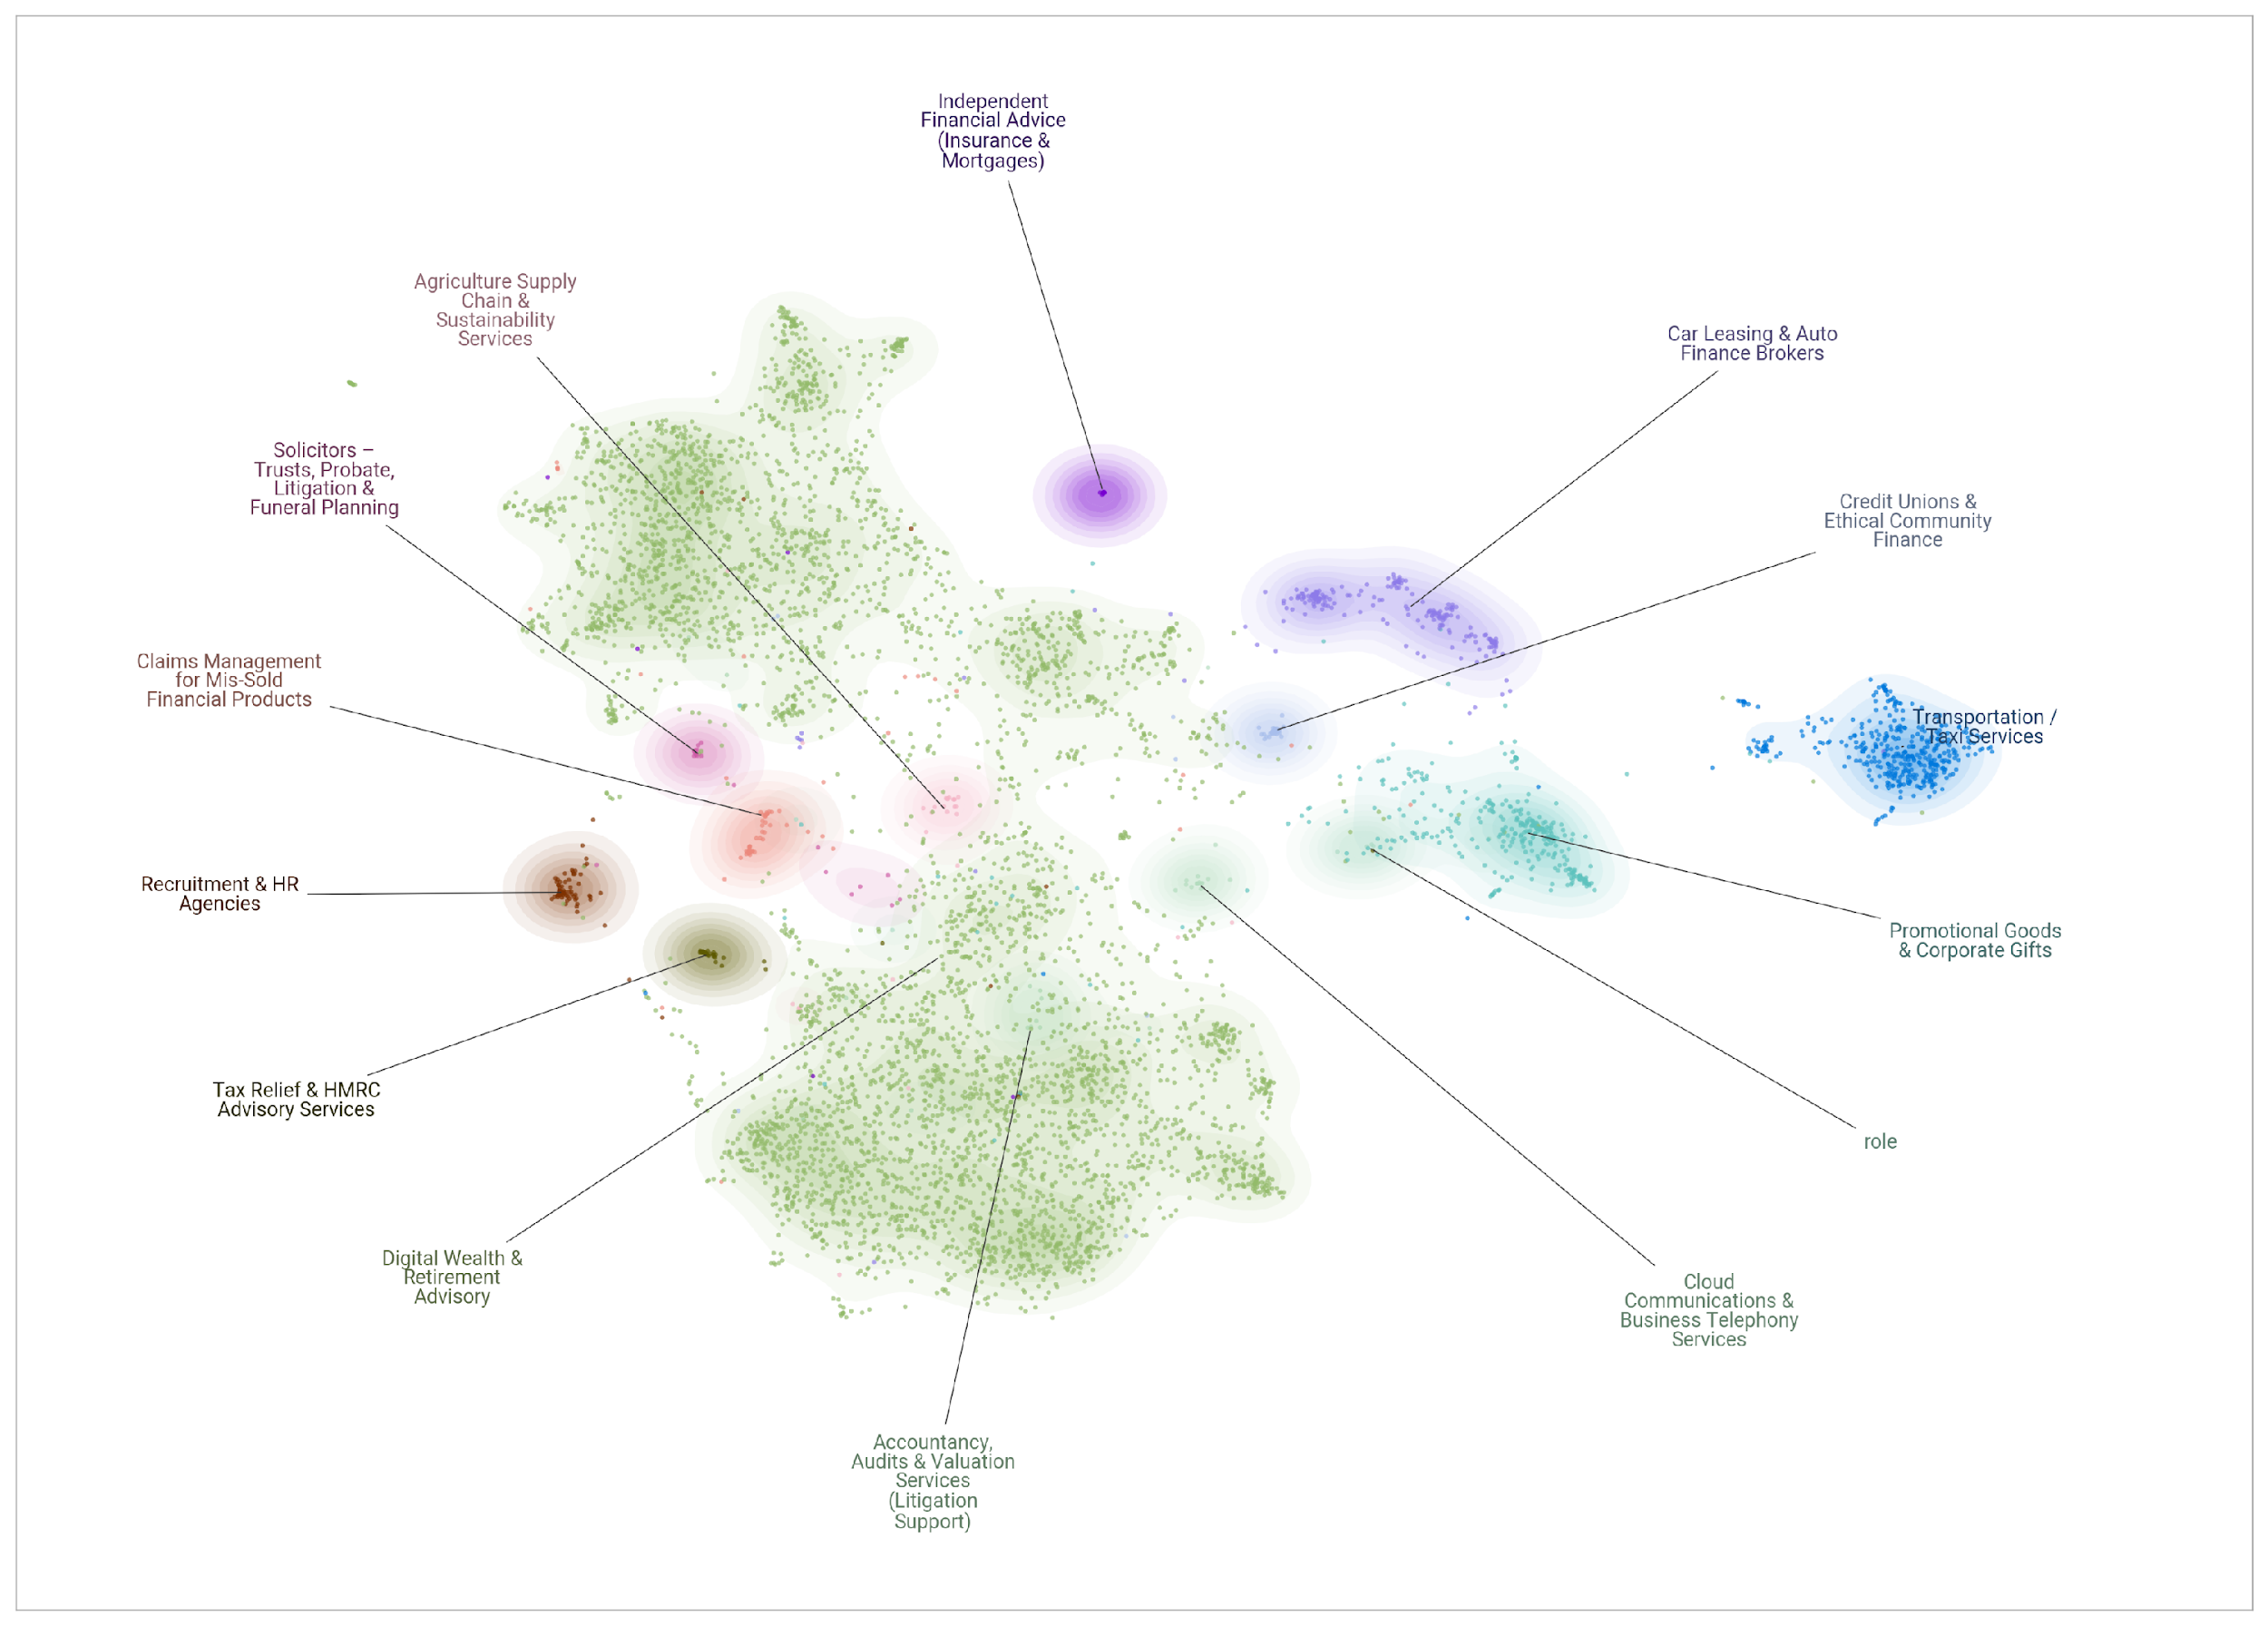 Independent
Financial Advice
(Insurance &
Mortgages)
Agriculture Supply
Chain &
Sustainability
Services
Car Leasing & Auto
Finance Brokers
Solicitors –
Trusts, Probate,
Litigation &
Funeral Planning
Credit Unions &
Ethical Community
Finance
Claims Management
for Mis-Sold
Financial Products
Transportation /
Taxi Services
Recruitment & HR
Agencies
Promotional Goods
& Corporate Gifts
Tax Relief & HMRC
Advisory Services
role
Digital Wealth &
Retirement
Advisory
Cloud
Communications &
Business Telephony
Services
Accountancy,
Audits & Valuation
Services
(Litigation
Support)